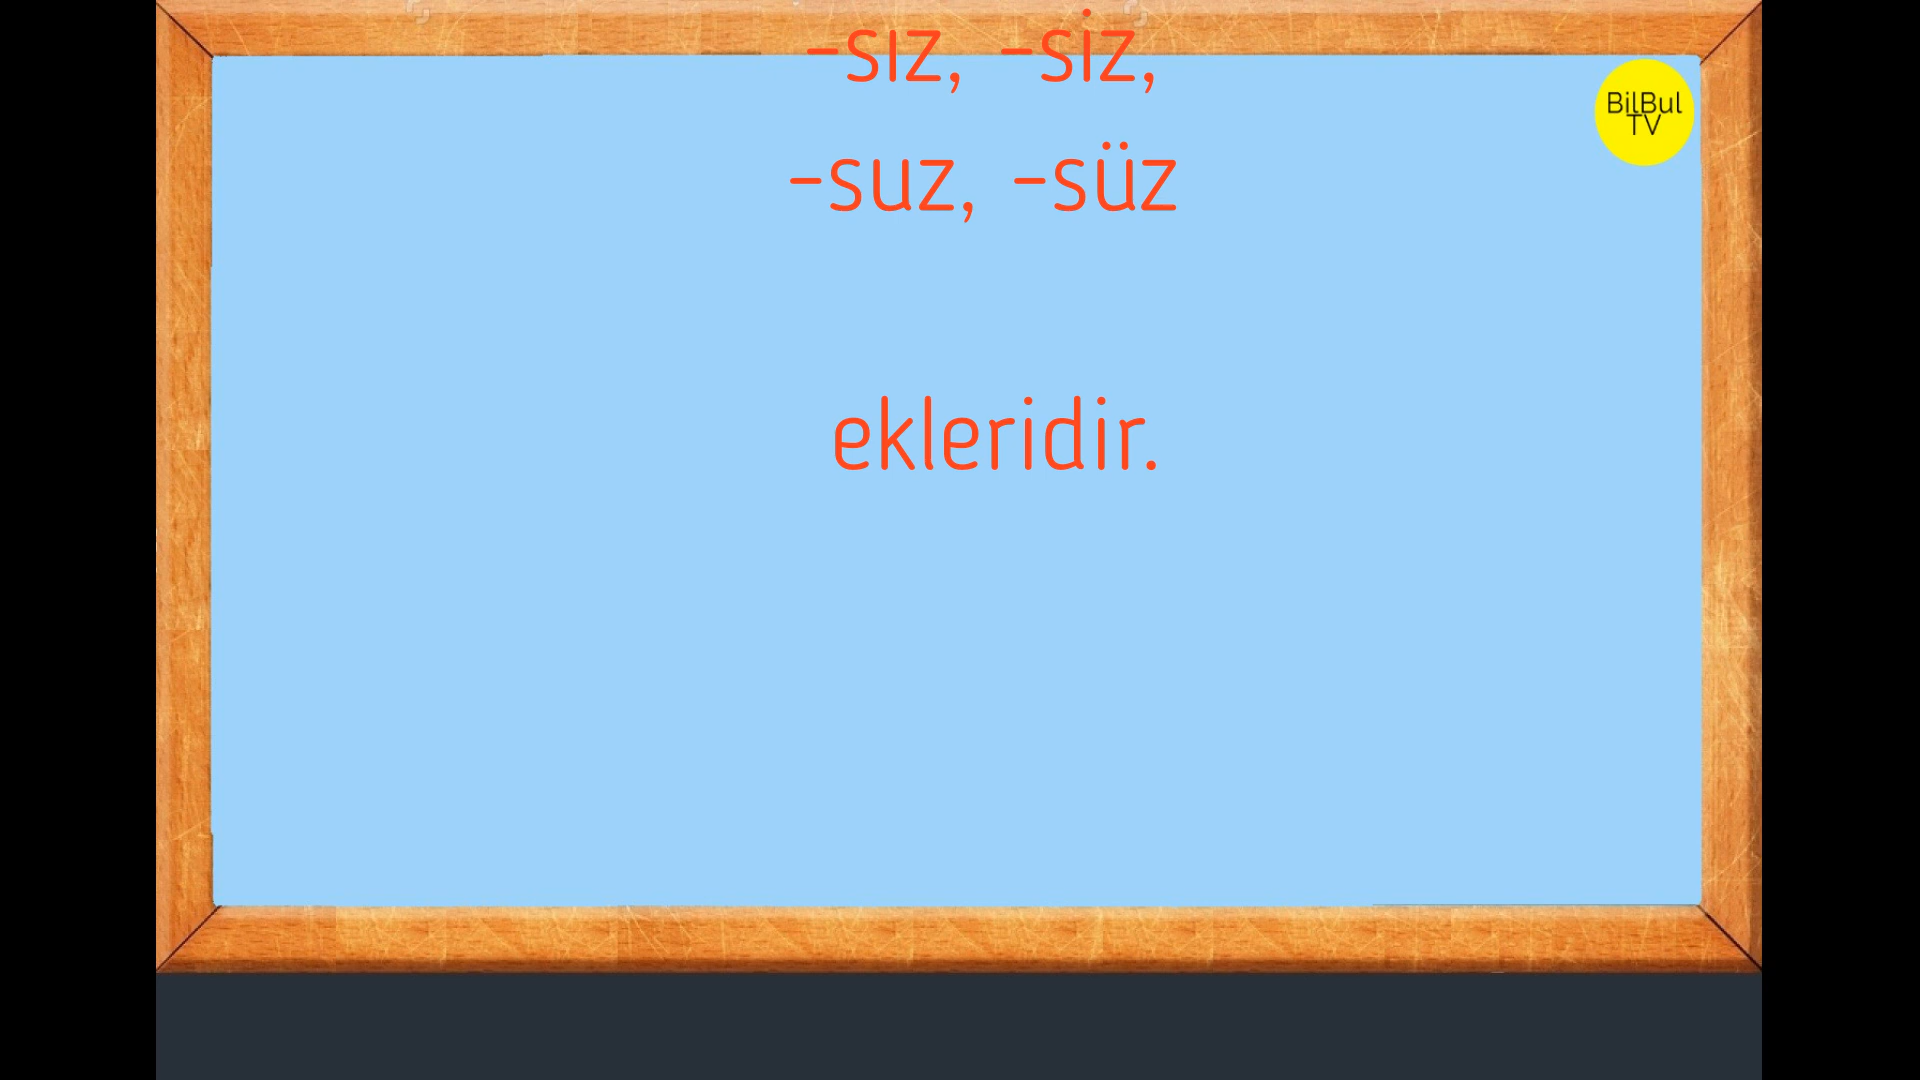 -sız, -siz,
-suz, -süz
ekleridir.
BilBul
TV